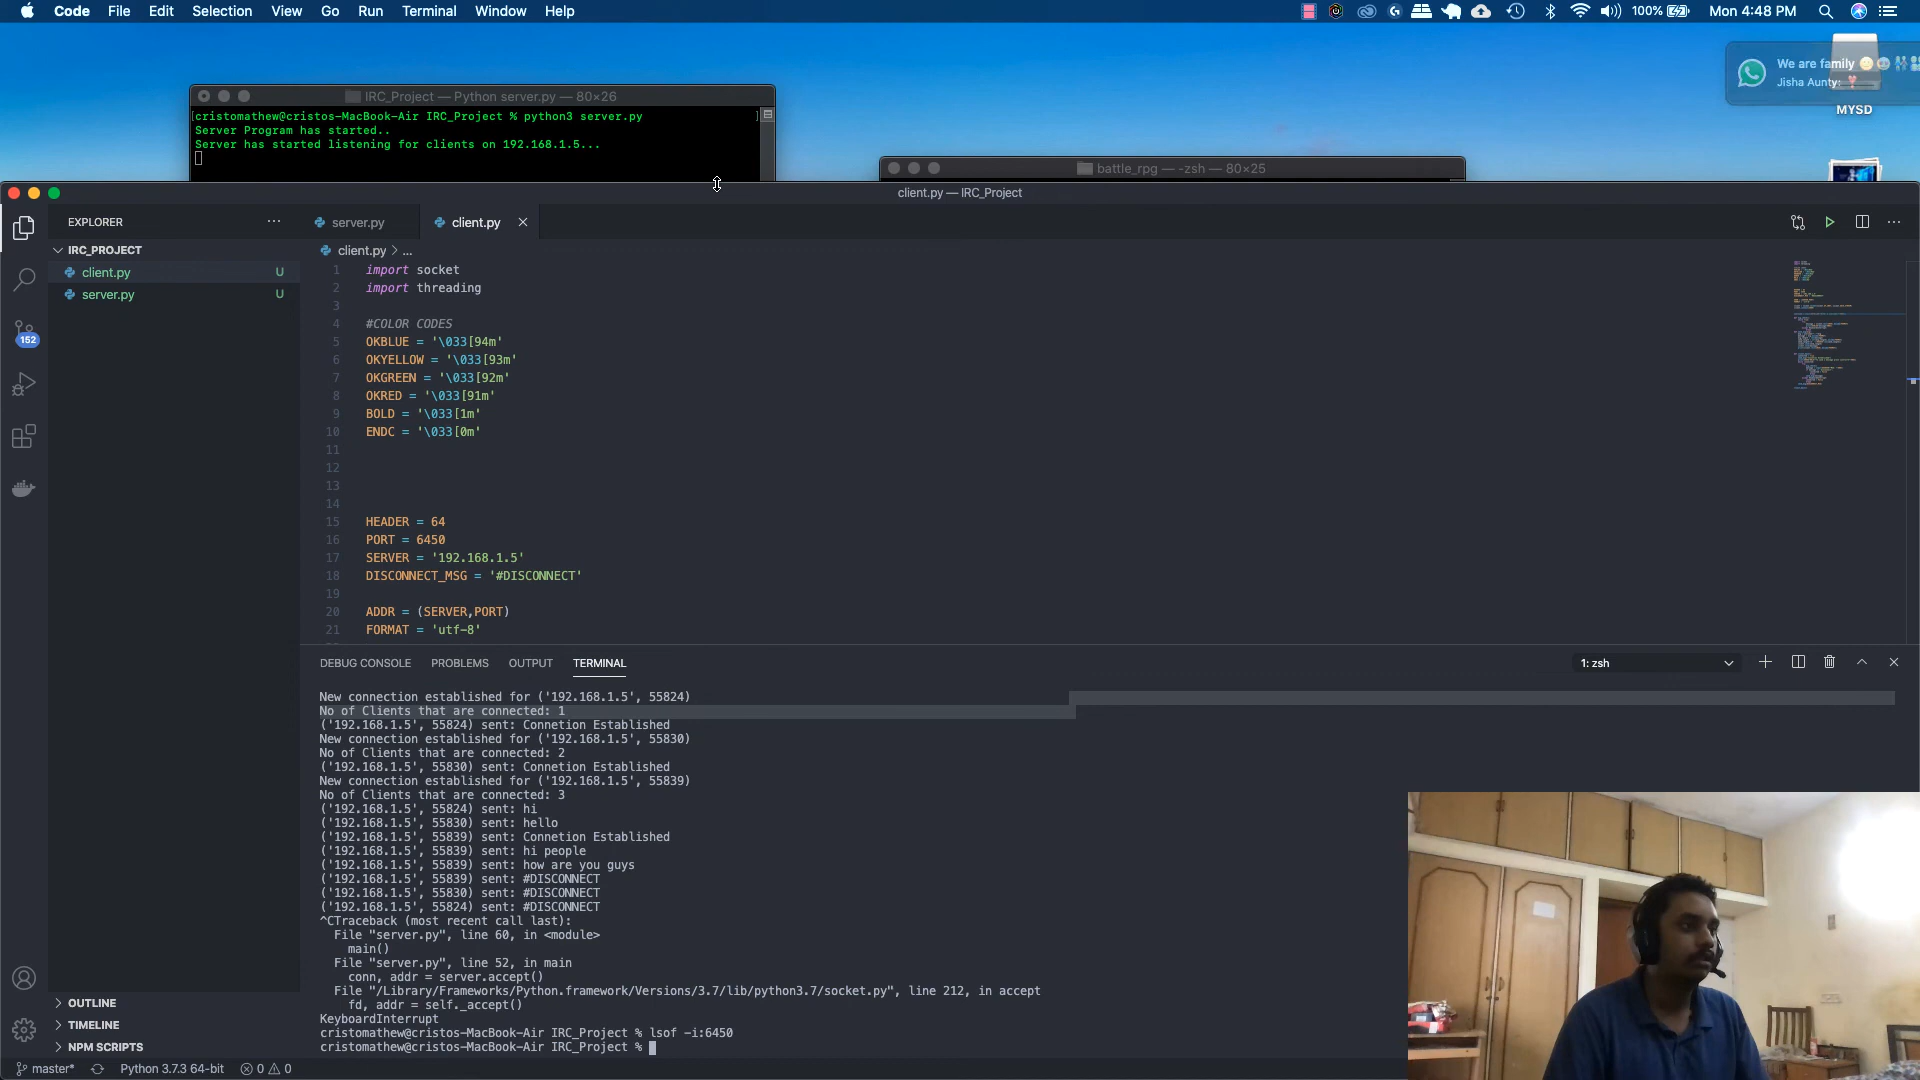 Code File Edit Selection View Go Run Terminal Window Help
100% Mon 4:48 PM
We are family
Jisha Aunty:
MYSD
IRC_Project — Python server.py — 80×26
[cristomathew@cristos-MacBook-Air IRC_Project % python3 server.py ]
Server Program has started..
Server has started listening for clients on 192.168.1.5...
battle_rpg — -zsh — 80×25
client.py — IRC_Project
EXPLORER ...
server.py client.py
IRC_PROJECT
client.py > ...
client.py U
server.py U
152
1 import socket
2 import threading
3
4 #COLOR CODES
5 OKBLUE = '\033[94m'
6 OKYELLOW = '\033[93m'
7 OKGREEN = '\033[92m'
8 OKRED = '\033[91m'
9 BOLD = '\033[1m'
10 ENDC = '\033[0m'
11
12
13
14
15 HEADER = 64
16 PORT = 6450
17 SERVER = '192.168.1.5'
18 DISCONNECT_MSG = '#DISCONNECT'
19
20 ADDR = (SERVER,PORT)
21 FORMAT = 'utf-8'
DEBUG CONSOLE PROBLEMS OUTPUT TERMINAL 1: zsh
New connection established for ('192.168.1.5', 55824)
No of Clients that are connected: 1
('192.168.1.5', 55824) sent: Connetion Established
New connection established for ('192.168.1.5', 55830)
No of Clients that are connected: 2
('192.168.1.5', 55830) sent: Connetion Established
New connection established for ('192.168.1.5', 55839)
No of Clients that are connected: 3
('192.168.1.5', 55824) sent: hi
('192.168.1.5', 55830) sent: hello
('192.168.1.5', 55839) sent: Connetion Established
('192.168.1.5', 55839) sent: hi people
('192.168.1.5', 55839) sent: how are you guys
('192.168.1.5', 55839) sent: #DISCONNECT
('192.168.1.5', 55830) sent: #DISCONNECT
('192.168.1.5', 55824) sent: #DISCONNECT
^CTraceback (most recent call last):
File "server.py", line 60, in <module>
main()
File "server.py", line 52, in main
conn, addr = server.accept()
File "/Library/Frameworks/Python.framework/Versions/3.7/lib/python3.7/socket.py", line 212, in accept
fd, addr = self._accept()
KeyboardInterrupt
cristomathew@cristos-MacBook-Air IRC_Project % lsof -i:6450
cristomathew@cristos-MacBook-Air IRC_Project %
OUTLINE
TIMELINE
NPM SCRIPTS
master* Python 3.7.3 64-bit 0 0